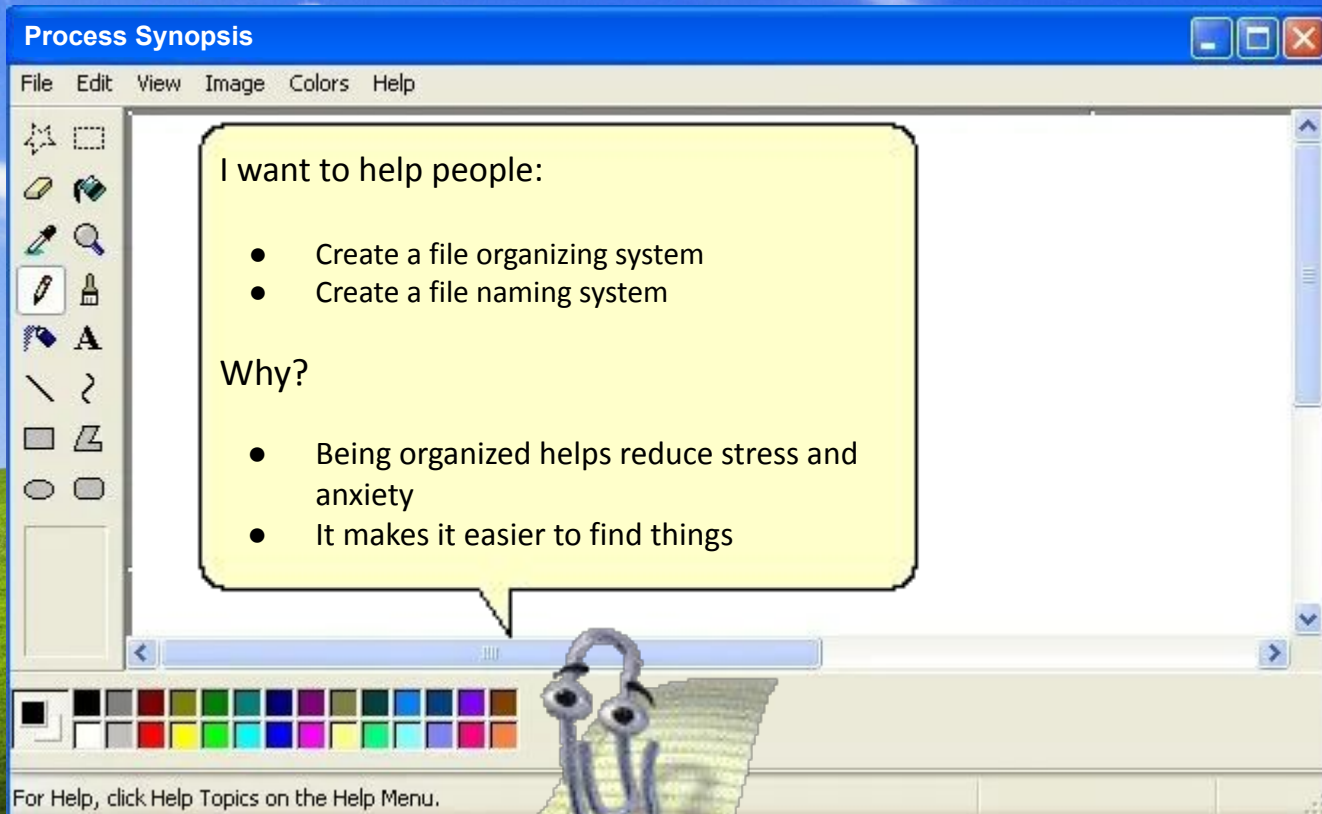 Process Synopsis
File Edit View Image Colors Help
I want to help people:
● Create a file organizing system
● Create a file naming system
Why?
● Being organized helps reduce stress and
anxiety
● It makes it easier to find things
A
For Help, click Help Topics on the Help Menu.